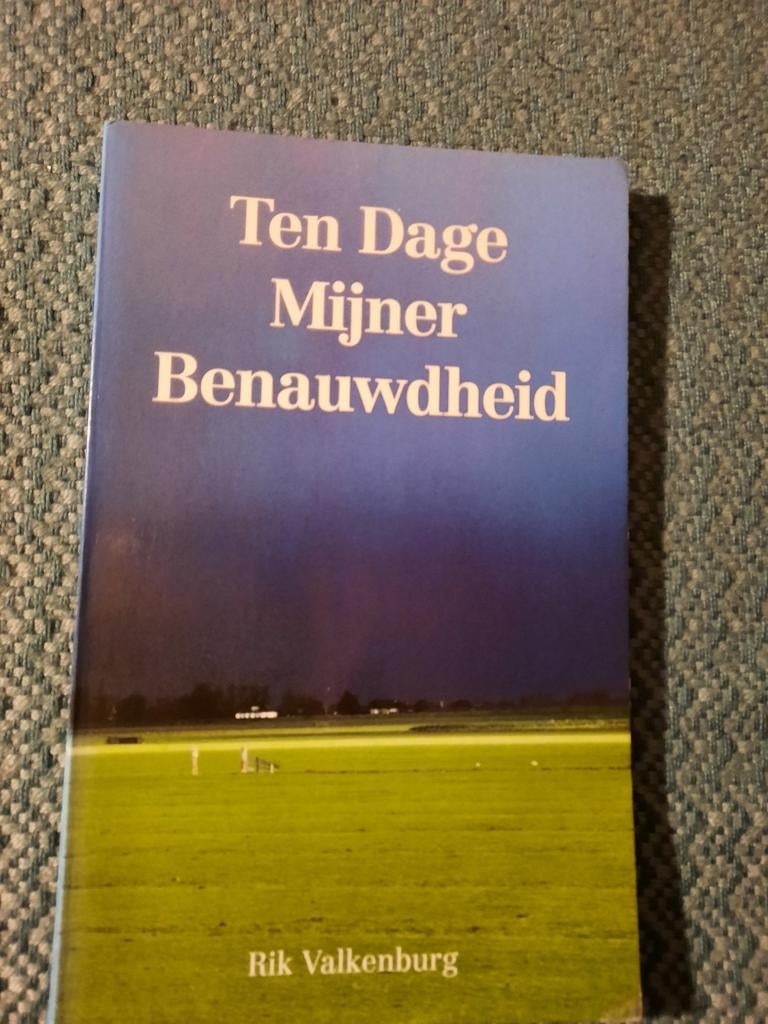 Ten Dage
Mijner
Benauwdheid
Rik Valkenburg